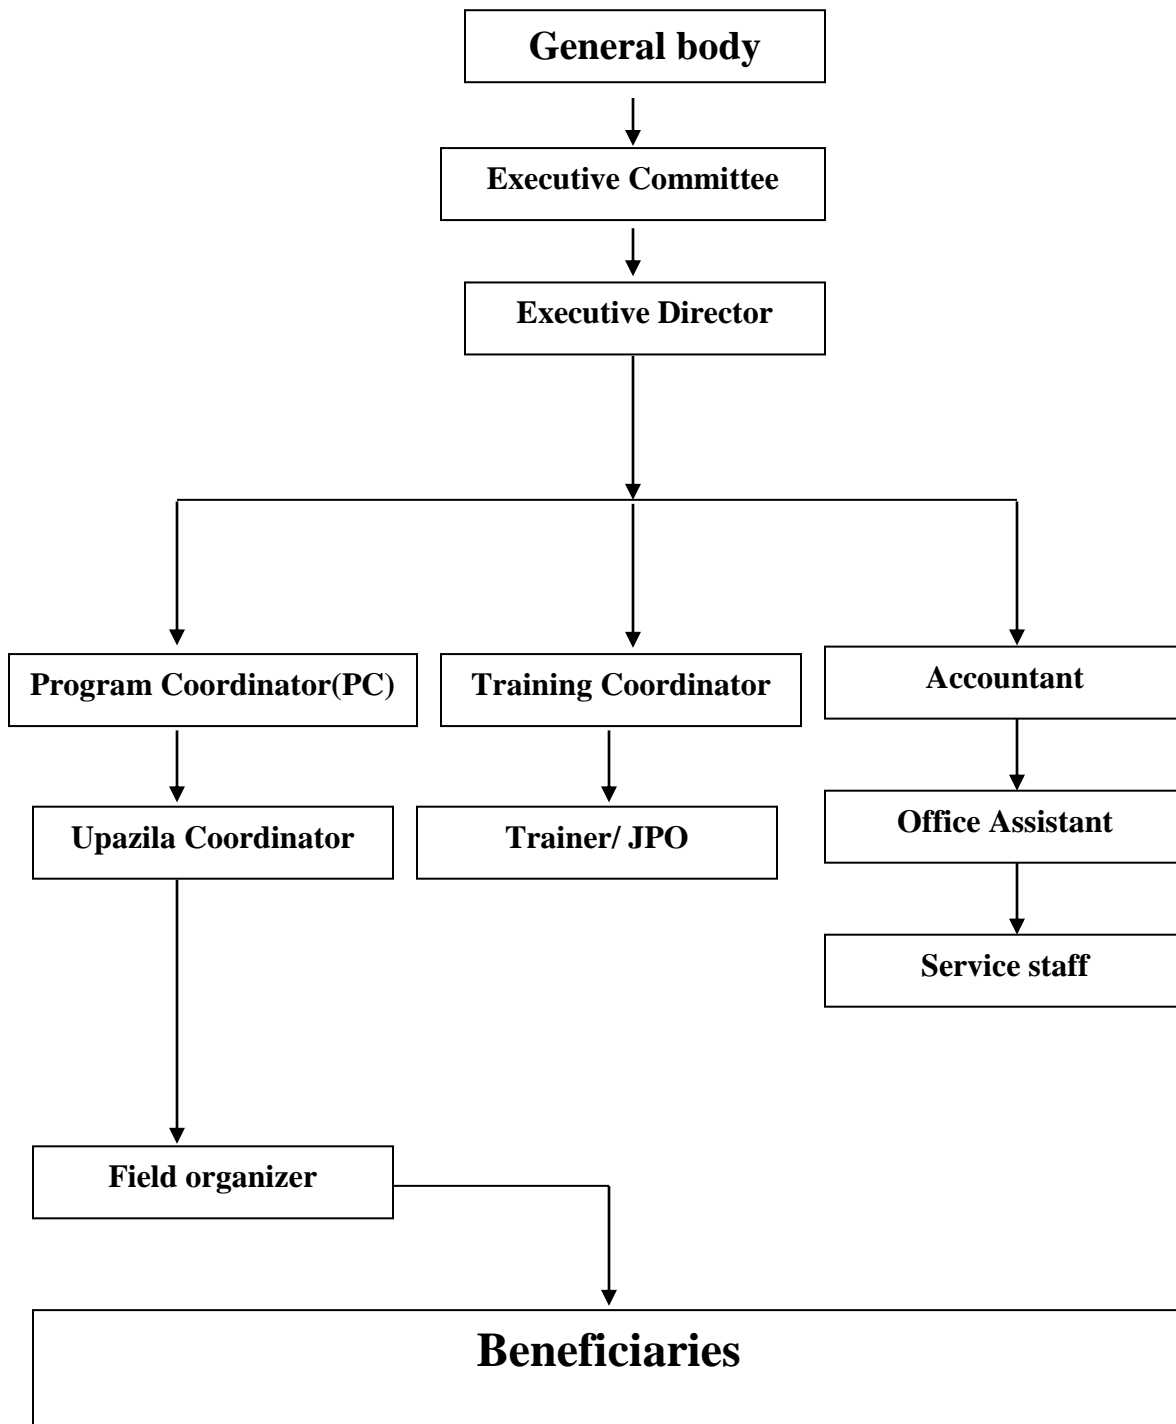 General body
Executive Committee
Executive Director
Program Coordinator(PC)
Training Coordinator
Accountant
Upazila Coordinator
Trainer/ JPO
Office Assistant
Service staff
Field organizer
Beneficiaries